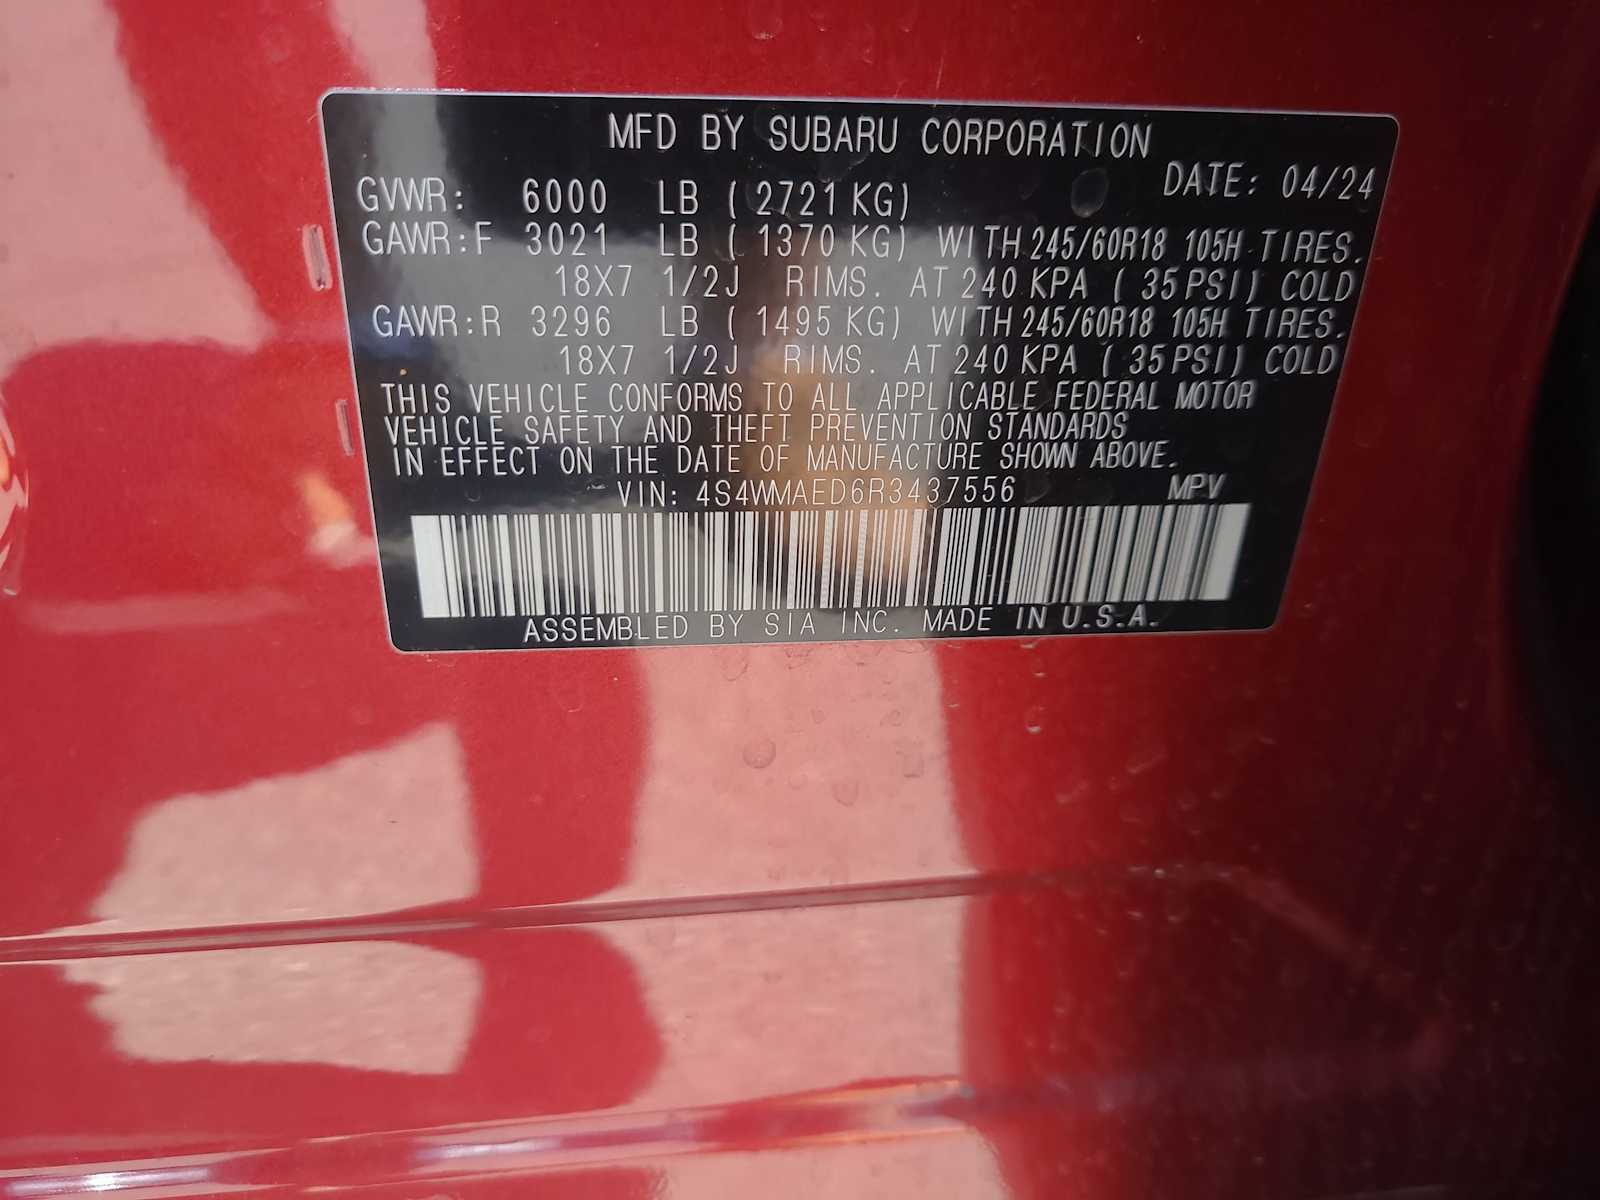 MFD BY SUBARU CORPORATION
DATE: 04/24
GVWR: 6000 LB ( 2721 KG)
GAWR:F 3021 LB ( 1370 KG) WITH 245/60R18 105H TIRES.
18X7 1/2J RIMS. AT 240 KPA ( 35 PSI) COLD
GAWR:R 3296 LB ( 1495 KG) WITH 245/60R18 105H TIRES.
18X7 1/2J RIMS. AT 240 KPA ( 35 PSI) COLD
THIS VEHICLE CONFORMS TO ALL APPLICABLE FEDERAL MOTOR
VEHICLE SAFETY AND THEFT PREVENTION STANDARDS
IN EFFECT ON THE DATE OF MANUFACTURE SHOWN ABOVE.
VIN: 4S4WMAED6R3437556 MPV
ASSEMBLED BY SIA INC. MADE IN U.S.A.